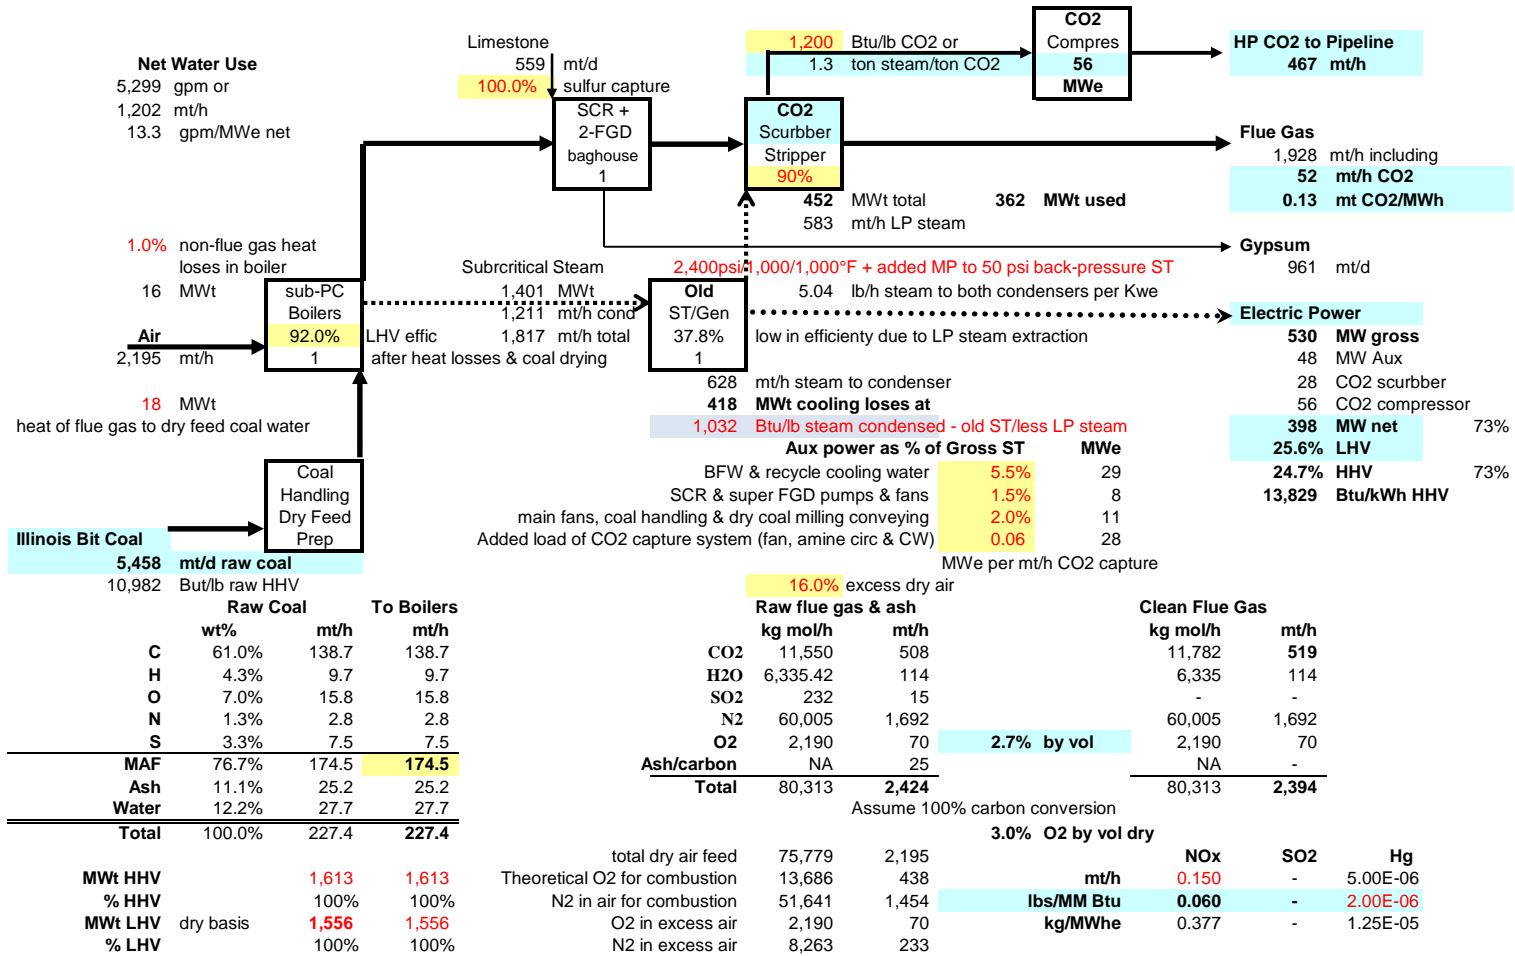 CO2
Limestone 1,200 Btu/lb CO2 or Compres HP CO2 to Pipeline
Net Water Use 559 mt/d 1.3 ton steam/ton CO2 56 467 mt/h
5,299 gpm or 100.0% sulfur capture MWe
1,202 mt/h SCR + CO2
13.3 gpm/MWe net 2-FGD Scurbber Flue Gas
baghouse Stripper 1,928 mt/h including
1 90% 52 mt/h CO2
452 MWt total 362 MWt used 0.13 mt CO2/MWh
583 mt/h LP steam
1.0% non-flue gas heat Gypsum
loses in boiler Subrcritical Steam 2,400psi/1,000/1,000°F + added MP to 50 psi back-pressure ST 961 mt/d
16 MWt sub-PC 1,401 MWt Old 5.04 lb/h steam to both condensers per Kwe
Boilers 1,211 mt/h cond ST/Gen Electric Power
Air 92.0% LHV effic 1,817 mt/h total 37.8% low in efficienty due to LP steam extraction 530 MW gross
2,195 mt/h 1 after heat losses & coal drying 1 48 MW Aux
628 mt/h steam to condenser 28 CO2 scurbber
18 MWt 418 MWt cooling loses at 56 CO2 compressor
heat of flue gas to dry feed coal water 1,032 Btu/lb steam condensed - old ST/less LP steam 398 MW net 73%
Aux power as % of Gross ST MWe 25.6% LHV
Coal BFW & recycle cooling water 5.5% 29 24.7% HHV 73%
Handling SCR & super FGD pumps & fans 1.5% 8 13,829 Btu/kWh HHV
Dry Feed main fans, coal handling & dry coal milling conveying 2.0% 11
Illinois Bit Coal Prep Added load of CO2 capture system (fan, amine circ & CW) 0.06 28
5,458 mt/d raw coal MWe per mt/h CO2 capture
10,982 But/lb raw HHV 16.0% excess dry air
Raw Coal To Boilers Raw flue gas & ash Clean Flue Gas
wt% mt/h mt/h kg mol/h mt/h kg mol/h mt/h
C 61.0% 138.7 138.7 CO2 11,550 508 11,782 519
H 4.3% 9.7 9.7 H2O 6,335.42 114 6,335 114
O 7.0% 15.8 15.8 SO2 232 15 - -
N 1.3% 2.8 2.8 N2 60,005 1,692 60,005 1,692
S 3.3% 7.5 7.5 O2 2,190 70 2.7% by vol 2,190 70
MAF 76.7% 174.5 174.5 Ash/carbon NA 25 NA -
Ash 11.1% 25.2 25.2 Total 80,313 2,424 80,313 2,394
Water 12.2% 27.7 27.7 Assume 100% carbon conversion
Total 100.0% 227.4 227.4 3.0% O2 by vol dry
total dry air feed 75,779 2,195 NOx SO2 Hg
MWt HHV 1,613 1,613 Theoretical O2 for combustion 13,686 438 mt/h 0.150 - 5.00E-06
% HHV 100% 100% N2 in air for combustion 51,641 1,454 lbs/MM Btu 0.060 - 2.00E-06
MWt LHV dry basis 1,556 1,556 O2 in excess air 2,190 70 kg/MWhe 0.377 - 1.25E-05
% LHV 100% 100% N2 in excess air 8,263 233